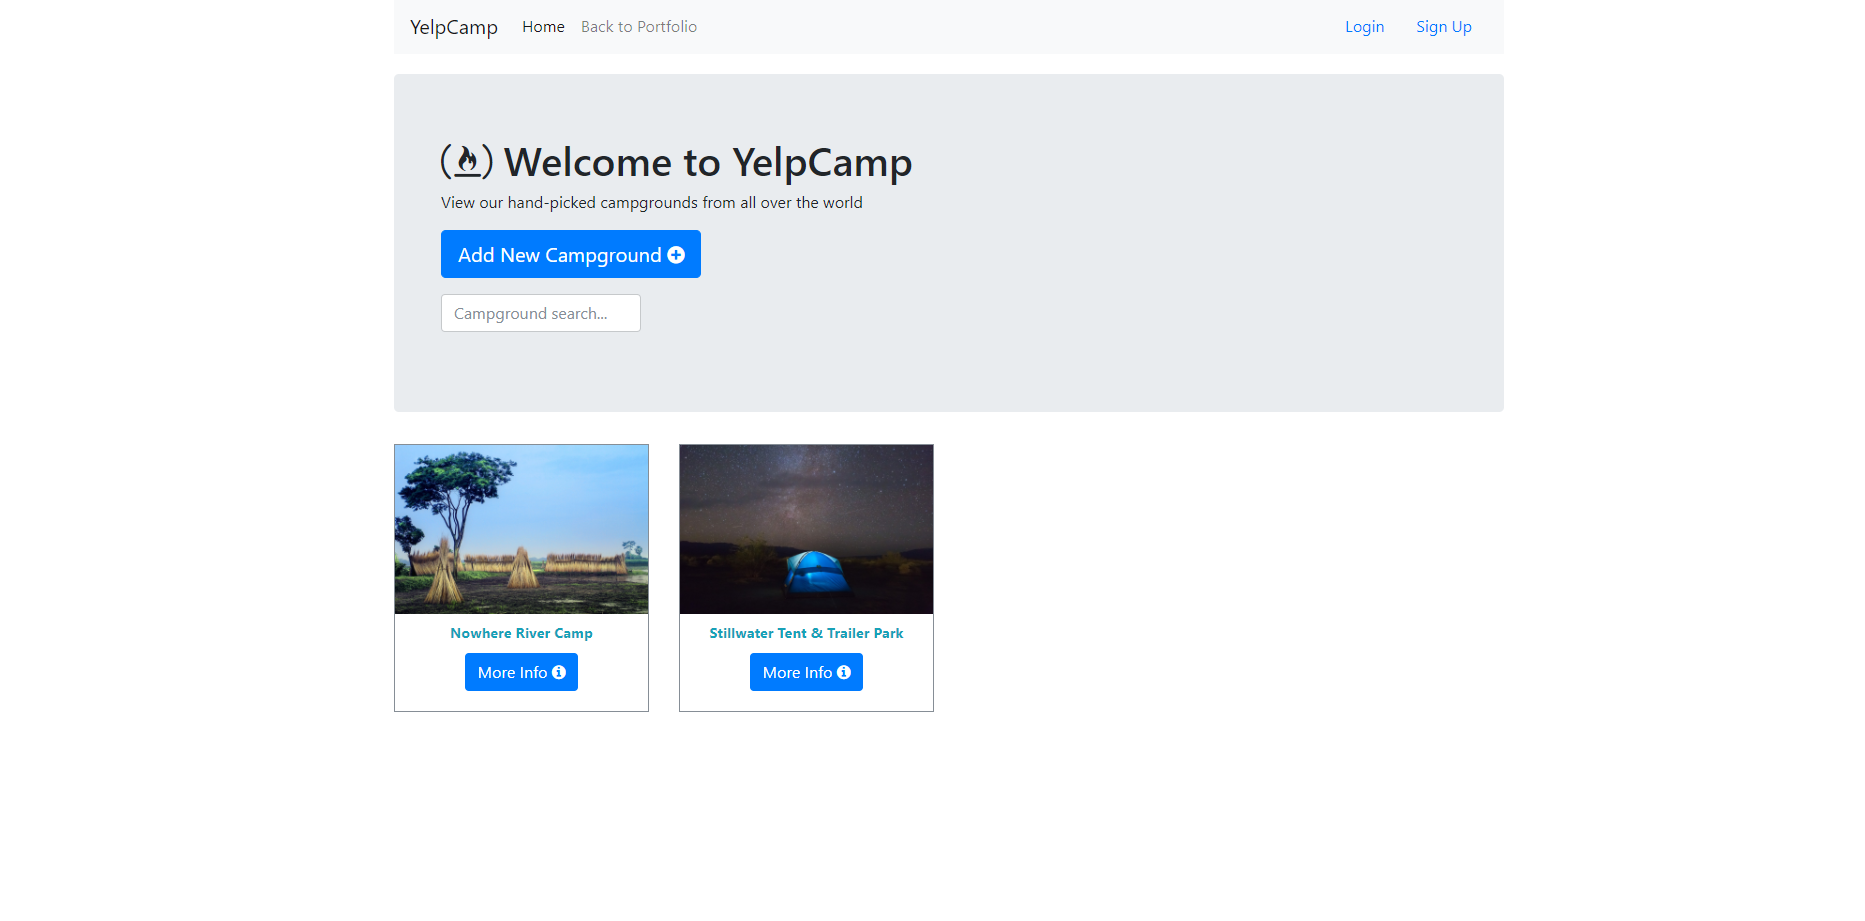 YelpCamp Home Back to Portfolio Login Sign Up
Welcome to YelpCamp
View our hand-picked campgrounds from all over the world
Add New Campground
Campground search...
Nowhere River Camp
More Info
Stillwater Tent & Trailer Park
More Info